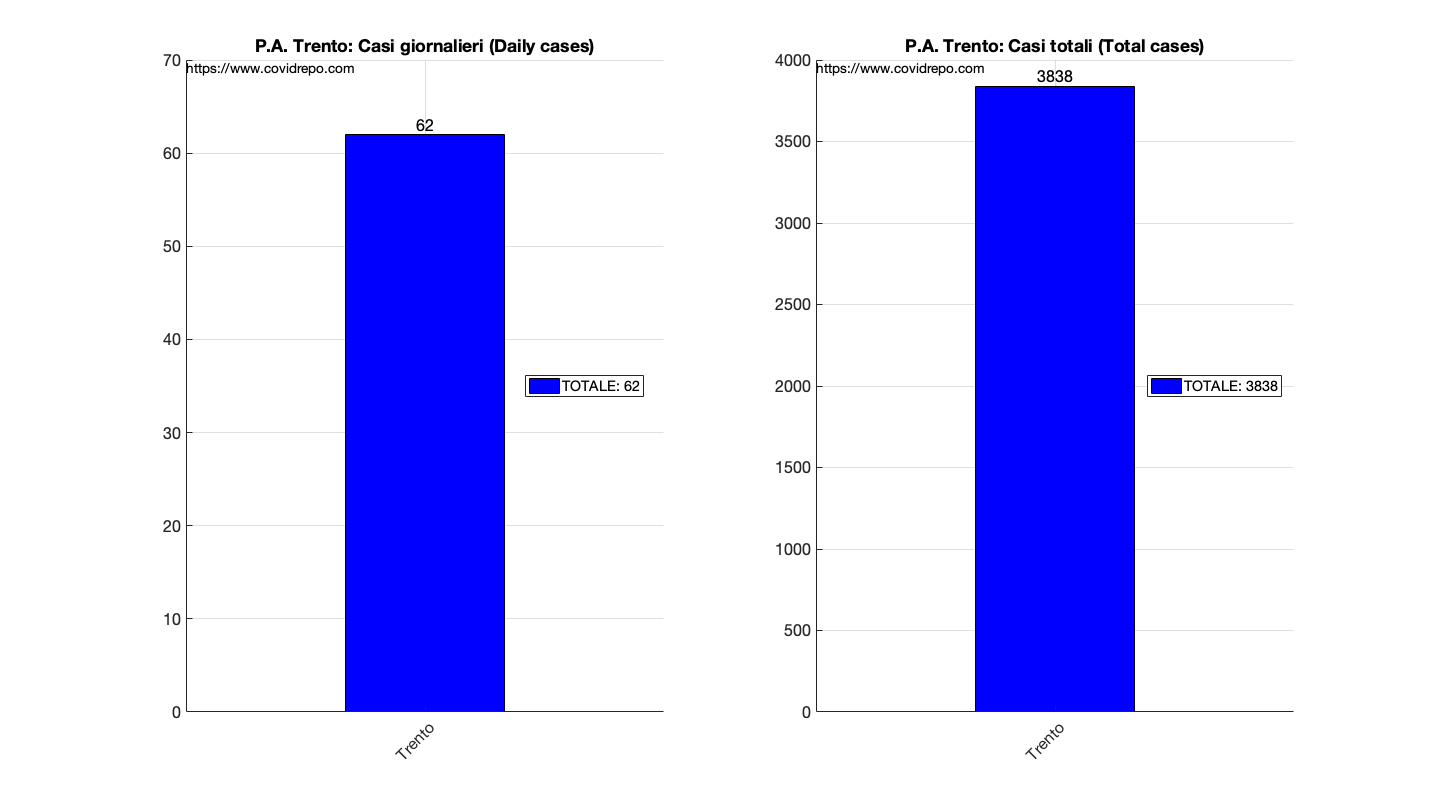 P.A. Trento: Casi giornalieri (Daily cases)
https://www.covidrepo.com
70
60
50
40
30
20
10
0
62
TOTALE: 62
Trento
P.A. Trento: Casi totali (Total cases)
https://www.covidrepo.com
4000
3500
3000
2500
2000
1500
1000
500
0
3838
TOTALE: 3838
Trento